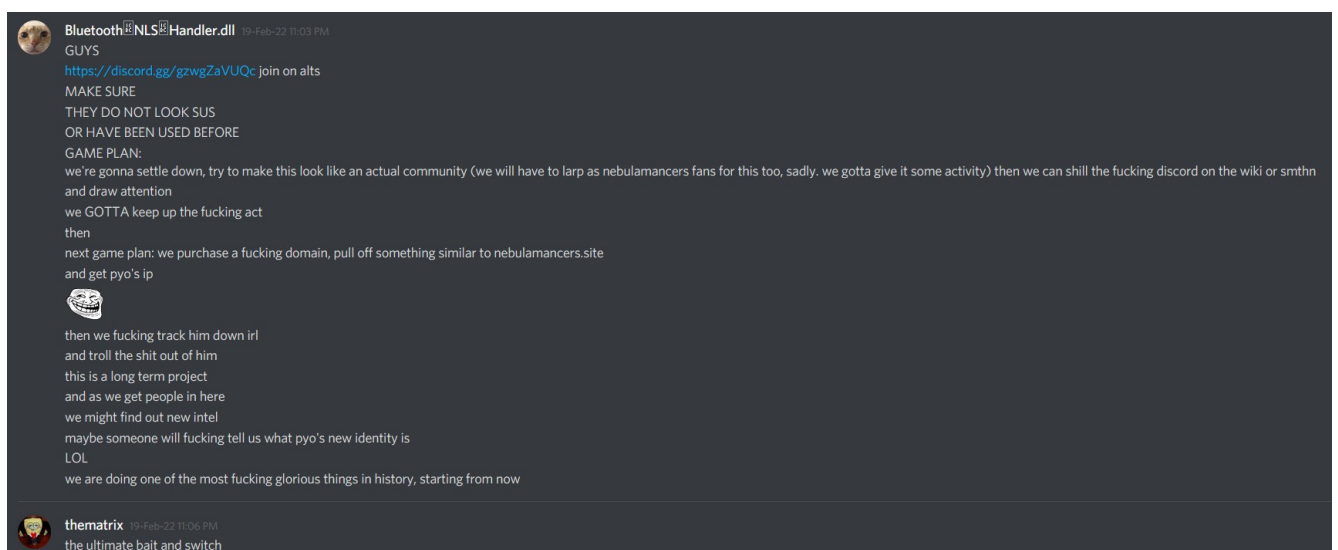 Bluetooth NLS Handler.dll 19-Feb-22 11:03 PM
GUYS
https://discord.gg/gzwgZaVUQc join on alts
MAKE SURE
THEY DO NOT LOOK SUS
OR HAVE BEEN USED BEFORE
GAME PLAN:
we're gonna settle down, try to make this look like an actual community (we will have to larp as nebulamancers fans for this too, sadly. we gotta give it some activity) then we can shill the fucking discord on the wiki or smthn
and draw attention
we GOTTA keep up the fucking act
then
next game plan: we purchase a fucking domain, pull off something similar to nebulamancers.site
and get pyo's ip
then we fucking track him down irl
and troll the shit out of him
this is a long term project
and as we get people in here
we might find out new intel
maybe someone will fucking tell us what pyo's new identity is
LOL
we are doing one of the most fucking glorious things in history, starting from now
thematrix 19-Feb-22 11:06 PM
the ultimate bait and switch